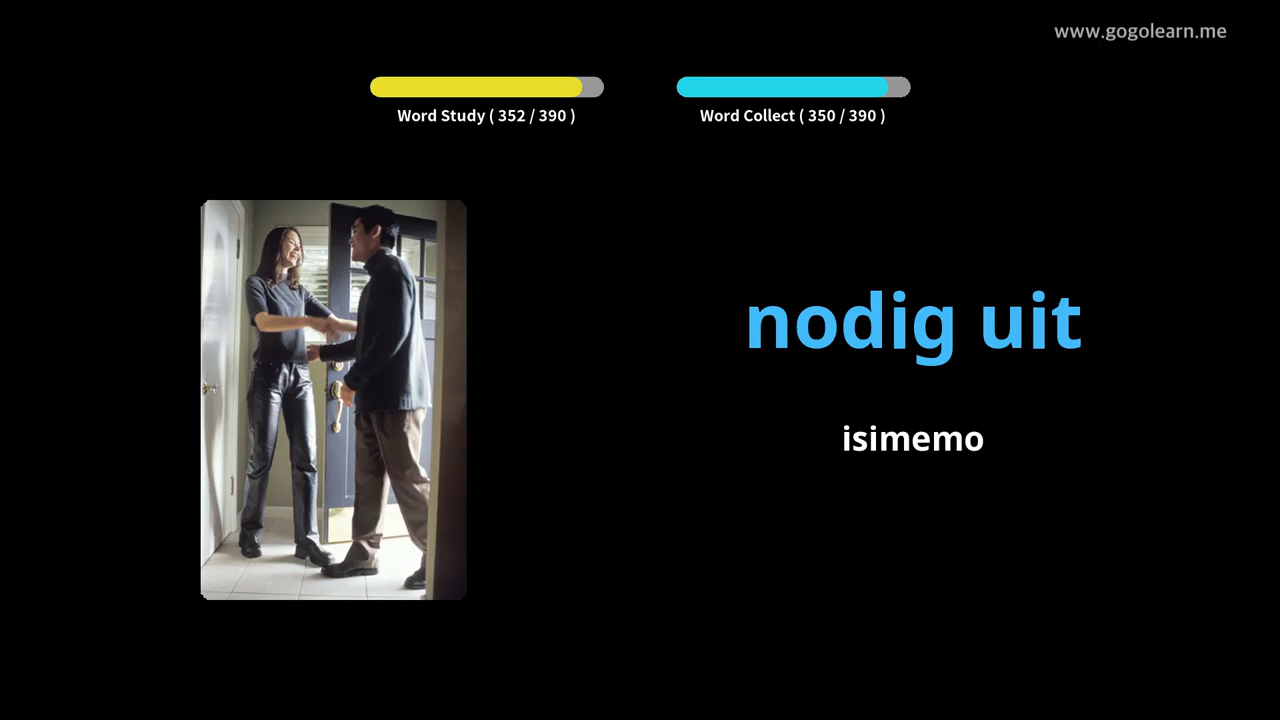 www.gogolearn.me
Word Study ( 352 / 390 )
Word Collect ( 350 / 390 )
nodig uit
isimemo